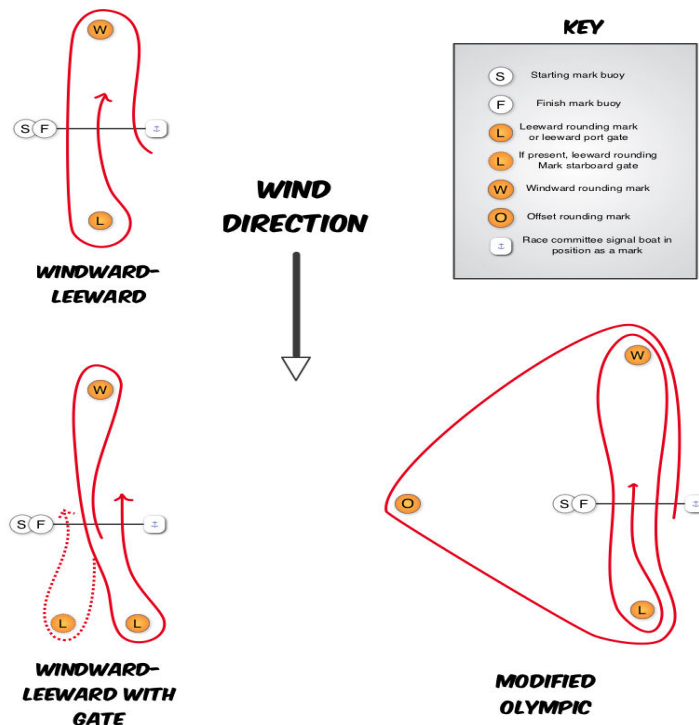 W
S F
L
WINDWARD-
LEEWARD
WIND
DIRECTION
KEY
S Starting mark buoy
F Finish mark buoy
L Leeward rounding mark
or leeward port gate
L If present, leeward rounding
Mark starboard gate
W Windward rounding mark
O Offset rounding mark
Race committee signal boat in
position as a mark
W
S F
L L
WINDWARD-
LEEWARD WITH
GATE
W
O
S F
L
MODIFIED
OLYMPIC